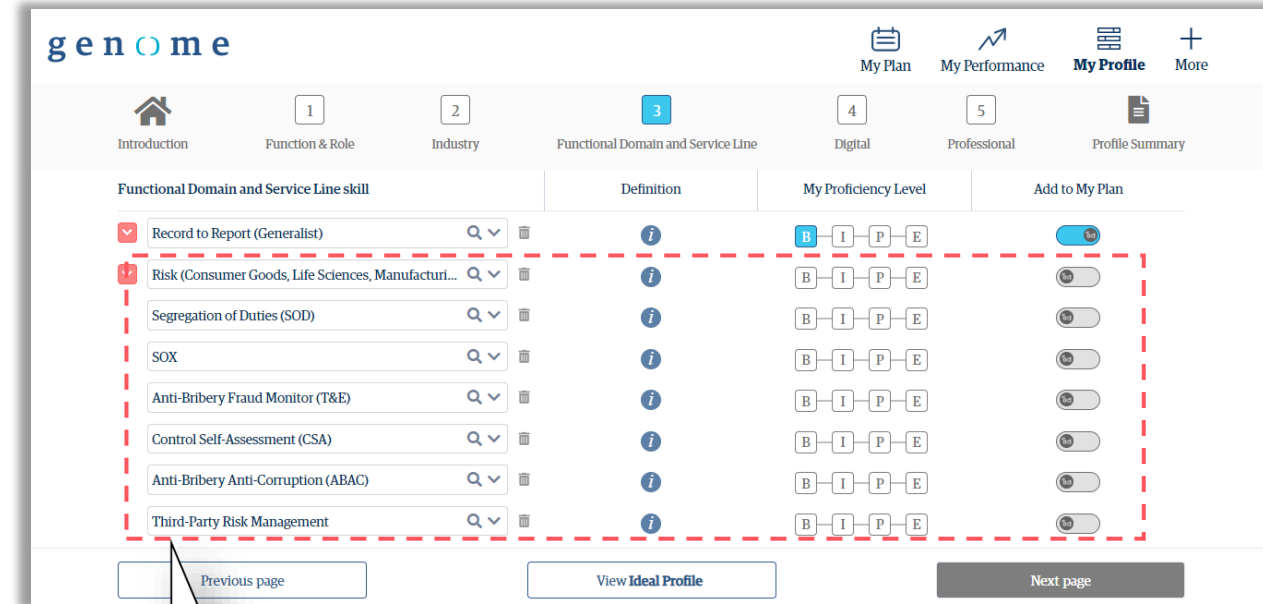 genome
My Plan
My Performance
My Profile
More
1
2
3
4
5
Introduction
Function & Role
Industry
Functional Domain and Service Line
Digital
Professional
Profile Summary
Functional Domain and Service Line skill
Definition
My Proficiency Level
Add to My Plan
Record to Report (Generalist)
i
B I P E
Risk (Consumer Goods, Life Sciences, Manufacturi...
i
B I P E
Segregation of Duties (SOD)
i
B I P E
SOX
i
B I P E
Anti-Bribery Fraud Monitor (T&E)
i
B I P E
Control Self-Assessment (CSA)
i
B I P E
Anti-Bribery Anti-Corruption (ABAC)
i
B I P E
Third-Party Risk Management
i
B I P E
Previous page
View Ideal Profile
Next page